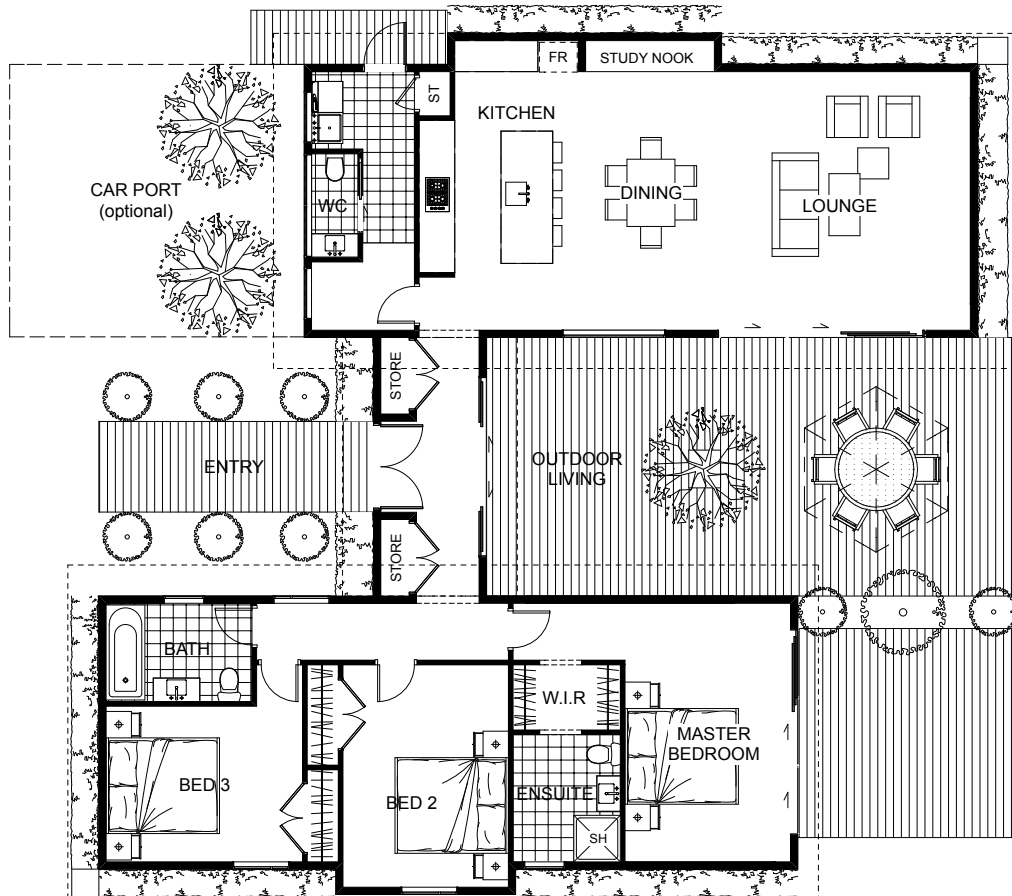 FR
STUDY NOOK
ST
KITCHEN
CAR PORT
(optional)
WC
DINING
LOUNGE
STORE
ENTRY
OUTDOOR
LIVING
STORE
BATH
W.I.R
MASTER
BEDROOM
BED 3
BED 2
ENSUITE
SH